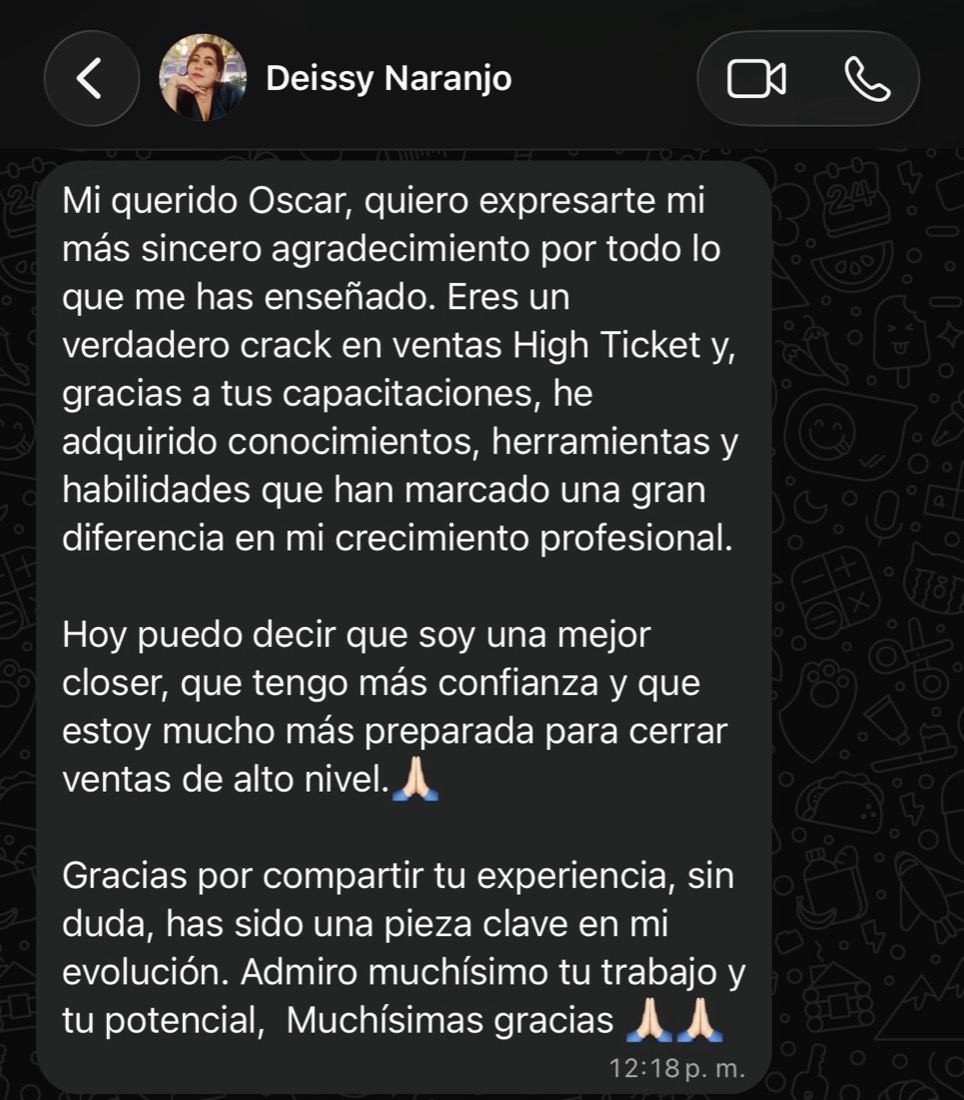 Deissy Naranjo
Mi querido Oscar, quiero expresarte mi
más sincero agradecimiento por todo lo
que me has enseñado. Eres un
verdadero crack en ventas High Ticket y,
gracias a tus capacitaciones, he
adquirido conocimientos, herramientas y
habilidades que han marcado una gran
diferencia en mi crecimiento profesional.
Hoy puedo decir que soy una mejor
closer, que tengo más confianza y que
estoy mucho más preparada para cerrar
ventas de alto nivel.🙏🏻
Gracias por compartir tu experiencia, sin
duda, has sido una pieza clave en mi
evolución. Admiro muchísimo tu trabajo y
tu potencial,  Muchísimas gracias 🙏🏻🙏🏻
12:18 p. m.